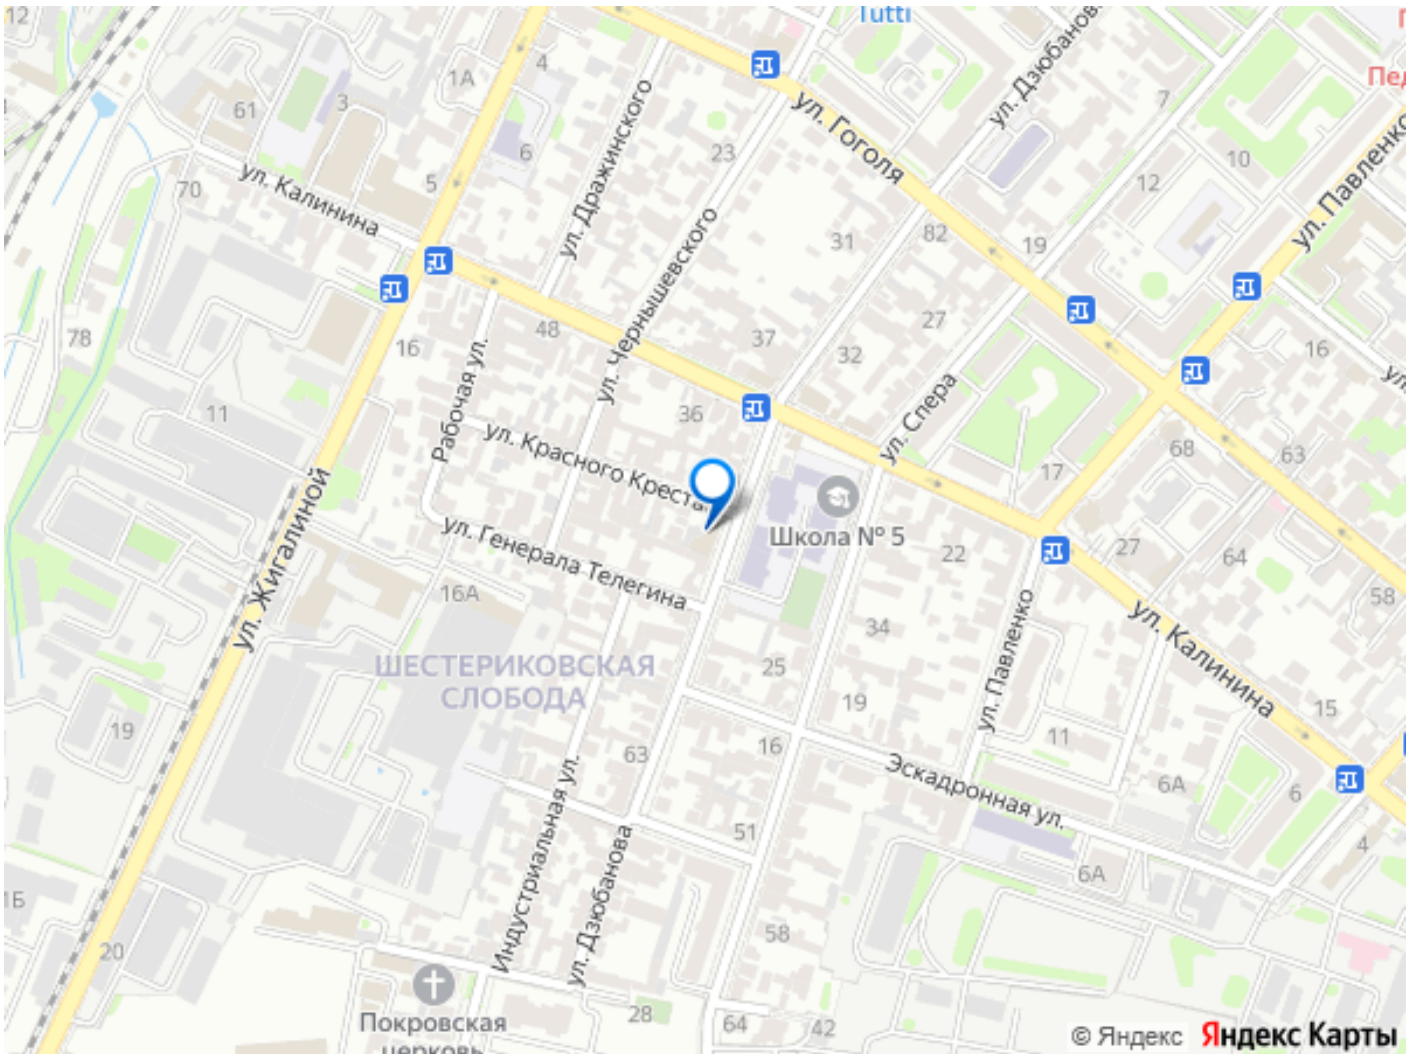 12
Tutti
4
1А
ул. Дзюбанова
Пед
61
3
7
ул. Гоголя
6
23
10
ул. Дражинского
12
ул. Павленко
70
ул. Калинина
5
31
82
19
ул. Чернышевского
78
16
48
37
32
27
16
Рабочая ул.
ул.
11
36
ул. Спера
ул. Красного Креста
68
63
17
ул. Жигалиной
ул. Генерала Телегина
Школа № 5
22
27
64
16А
58
34
ул. Павленко
ул. Калинина
ШЕСТЕРИКОВСКАЯ
СЛОБОДА
25
19
15
19
63
16
11
Эскадронная ул.
6А
6
Индустриальная ул.
ул. Дзюбанова
51
4
6А
1Б
20
58
Покровская
церковь
28
64
42
© Яндекс Яндекс Карты